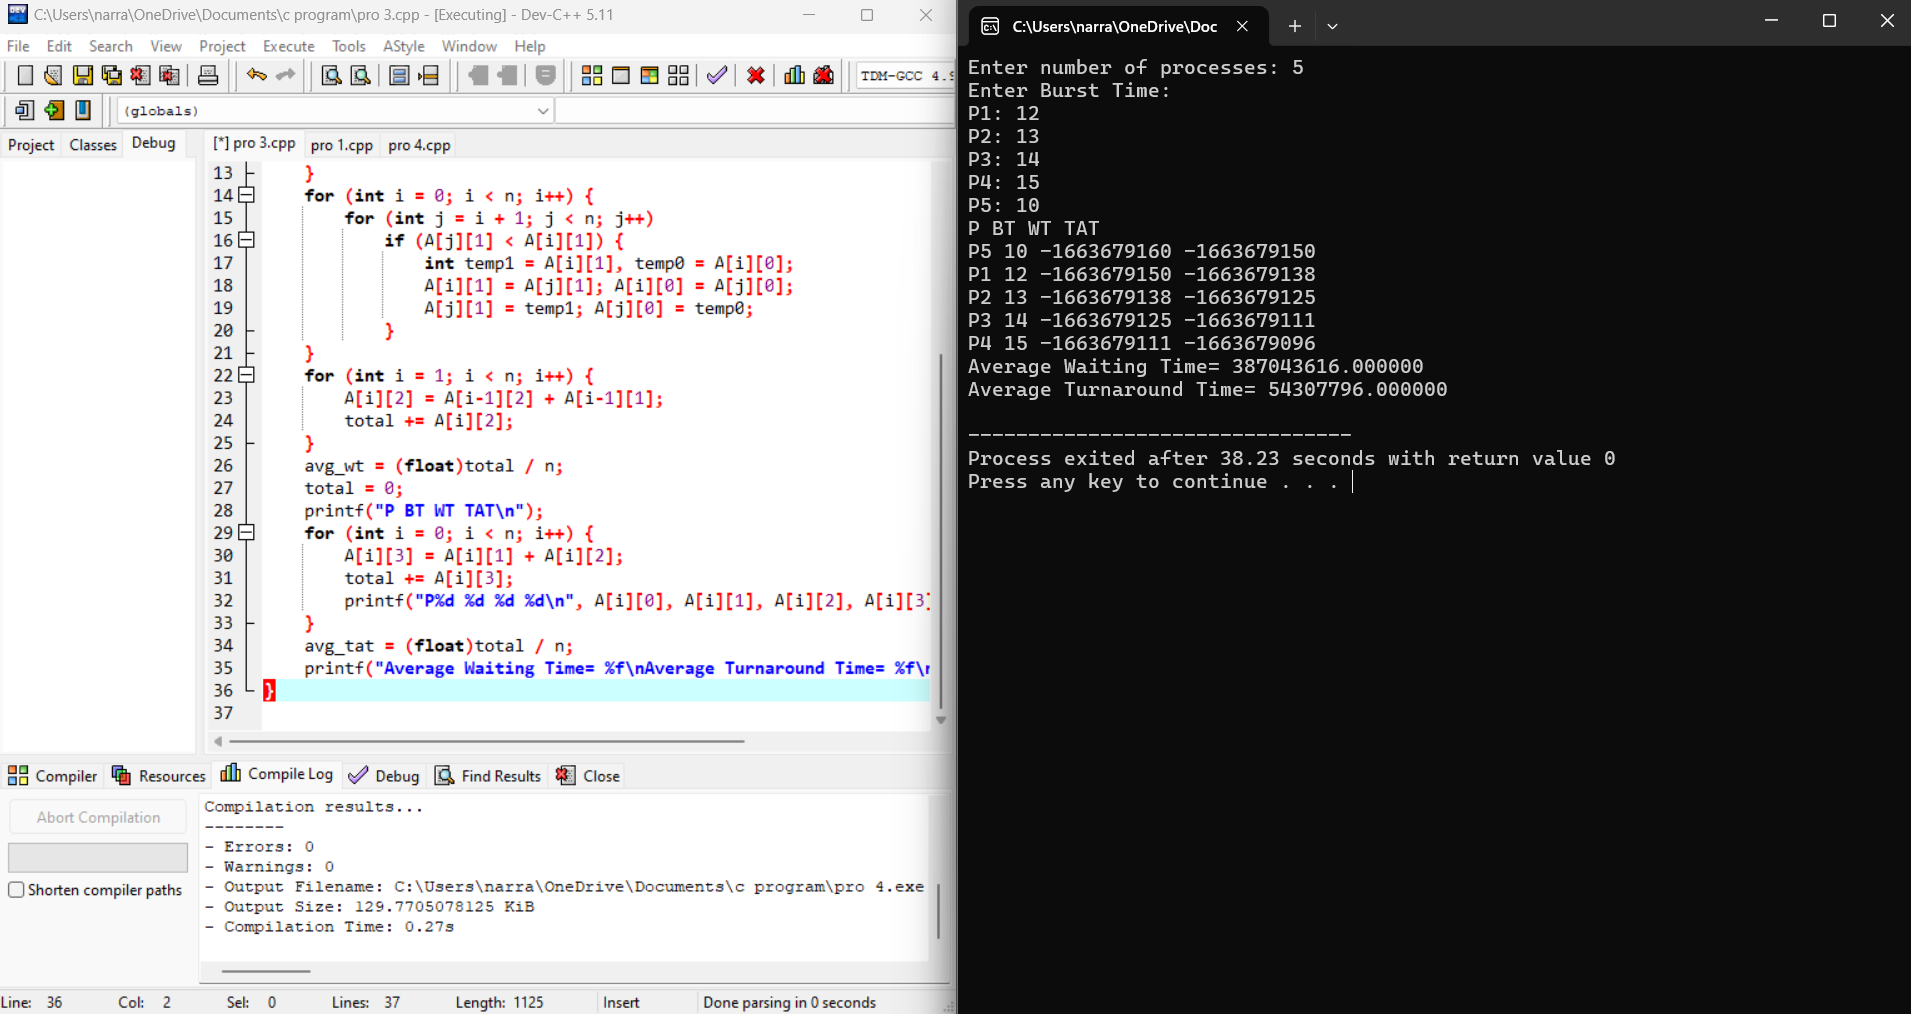 C:\Users\narra\OneDrive\Documents\c program\pro 3.cpp - [Executing] - Dev-C++ 5.11
File Edit Search View Project Execute Tools AStyle Window Help
TDM-GCC 4.9
(globals)
Project Classes Debug
[*] pro 3.cpp pro 1.cpp pro 4.cpp
13 }
14 for (int i = 0; i < n; i++) {
15 for (int j = i + 1; j < n; j++)
16 if (A[j][1] < A[i][1]) {
17 int temp1 = A[i][1], temp0 = A[i][0];
18 A[i][1] = A[j][1]; A[i][0] = A[j][0];
19 A[j][1] = temp1; A[j][0] = temp0;
20 }
21 }
22 for (int i = 1; i < n; i++) {
23 A[i][2] = A[i-1][2] + A[i-1][1];
24 total += A[i][2];
25 }
26 avg_wt = (float)total / n;
27 total = 0;
28 printf("P BT WT TAT\n");
29 for (int i = 0; i < n; i++) {
30 A[i][3] = A[i][1] + A[i][2];
31 total += A[i][3];
32 printf("P%d %d %d %d\n", A[i][0], A[i][1], A[i][2], A[i][3]
33 }
34 avg_tat = (float)total / n;
35 printf("Average Waiting Time= %f\nAverage Turnaround Time= %f\n
36 }
37
Compiler Resources Compile Log Debug Find Results Close
Abort Compilation
Shorten compiler paths
Compilation results...
--------
- Errors: 0
- Warnings: 0
- Output Filename: C:\Users\narra\OneDrive\Documents\c program\pro 4.exe
- Output Size: 129.7705078125 KiB
- Compilation Time: 0.27s
Line: 36 Col: 2 Sel: 0 Lines: 37 Length: 1125 Insert Done parsing in 0 seconds
C:\Users\narra\OneDrive\Doc
Enter number of processes: 5
Enter Burst Time:
P1: 12
P2: 13
P3: 14
P4: 15
P5: 10
P BT WT TAT
P5 10 -1663679160 -1663679150
P1 12 -1663679150 -1663679138
P2 13 -1663679138 -1663679125
P3 14 -1663679125 -1663679111
P4 15 -1663679111 -1663679096
Average Waiting Time= 387043616.000000
Average Turnaround Time= 54307796.000000
--------------------------------
Process exited after 38.23 seconds with return value 0
Press any key to continue . . .